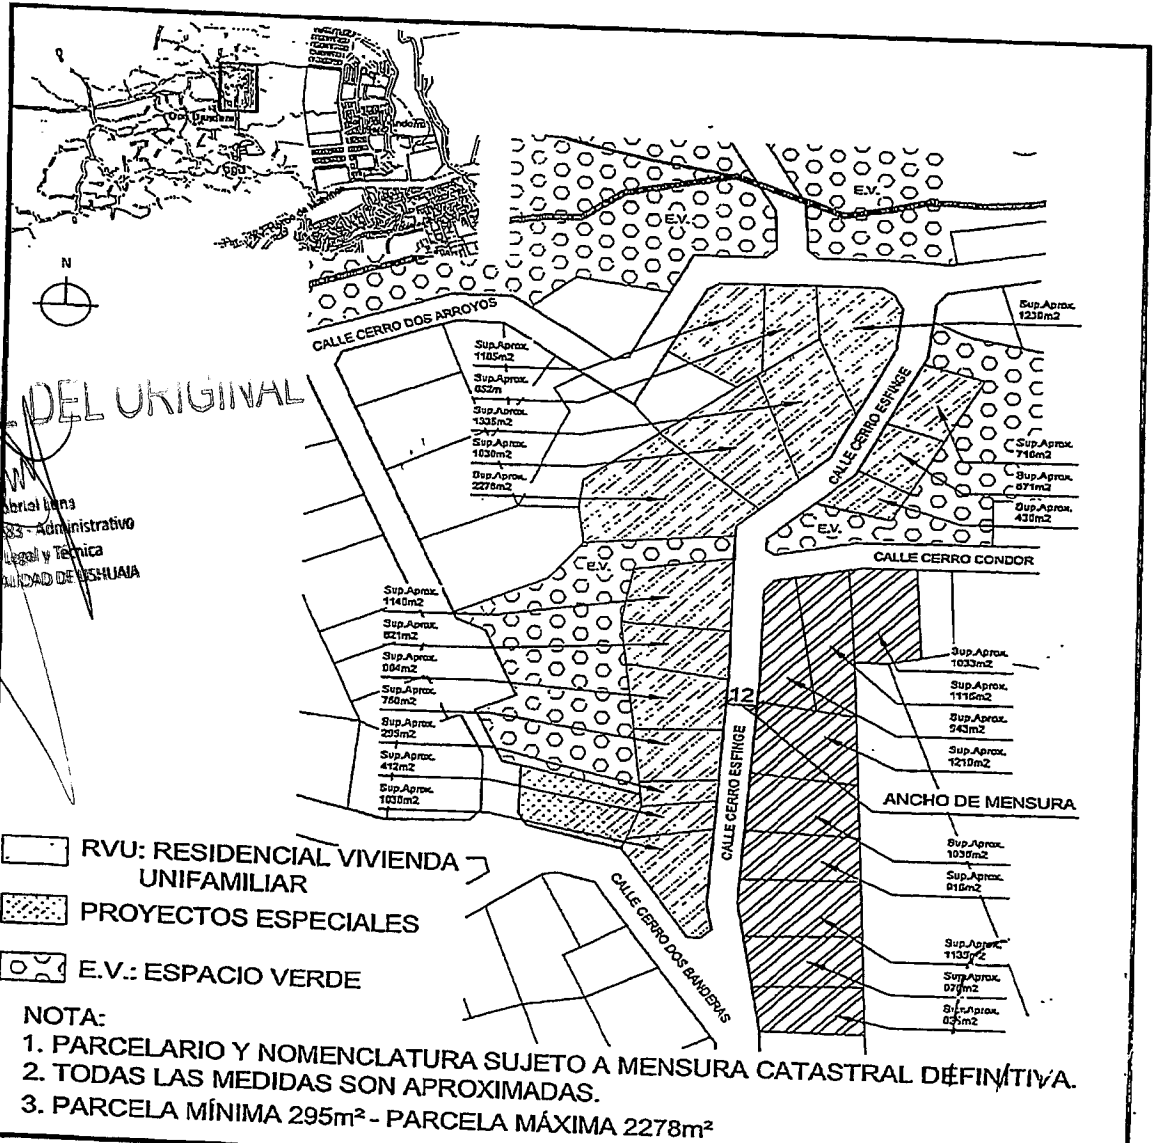 N
DEL ORIGINAL
Administrativo
Legal y Técnica
DE USHUAIA
E.V.
E.V.
CALLE CERRO DOS ARROYOS
Sup.Aprox.
1230m2
Sup.Aprox.
1185m2
Sup.Aprox.
Sup.Aprox.
1335m2
Sup.Aprox.
1030m2
Sup.Aprox.
2278m2
CALLE CERRO ESFINGE
Sup.Aprox.
710m2
Sup.Aprox.
671m2
Sup.Aprox.
430m2
E.V.
CALLE CERRO CONDOR
E.V.
Sup.Aprox.
1140m2
Sup.Aprox.
821m2
Sup.Aprox.
Sup.Aprox.
760m2
Sup.Aprox.
295m2
Sup.Aprox.
412m2
Sup.Aprox.
1030m2
Sup.Aprox.
1033m2
Sup.Aprox.
1116m2
Sup.Aprox.
943m2
Sup.Aprox.
1210m2
12
CALLE CERRO ESFINGE
ANCHO DE MENSURA
Sup.Aprox.
1030m2
Sup.Aprox.
916m2
Sup.Aprox.
Sup.Aprox.
Sup.Aprox.
CALLE CERRO DOS BANDERAS
RVU: RESIDENCIAL VIVIENDA
UNIFAMILIAR
PROYECTOS ESPECIALES
E.V.: ESPACIO VERDE
NOTA:
1. PARCELARIO Y NOMENCLATURA SUJETO A MENSURA CATASTRAL DEFINITIVA.
2. TODAS LAS MEDIDAS SON APROXIMADAS.
3. PARCELA MÍNIMA 295m² - PARCELA MÁXIMA 2278m²